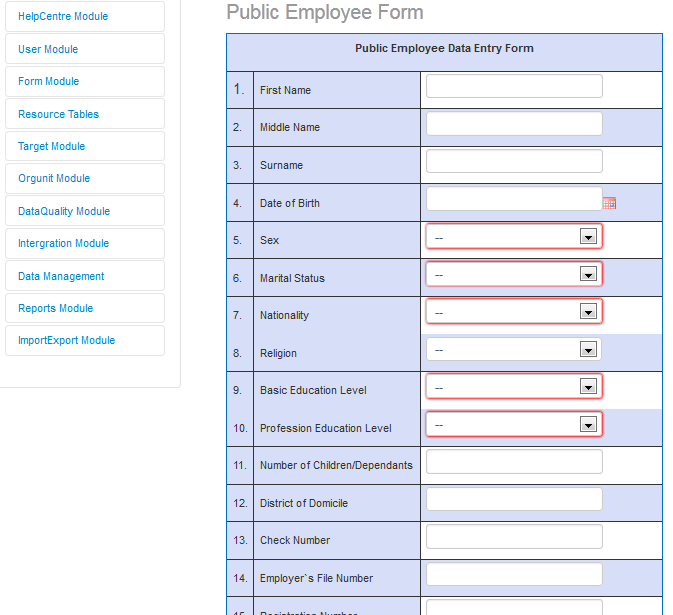 HelpCentre Module
User Module
Form Module
Resource Tables
Target Module
Orgunit Module
DataQuality Module
Intergration Module
Data Management
Reports Module
ImportExport Module
Public Employee Form
Public Employee Data Entry Form
1. First Name
2. Middle Name
3. Surname
4. Date of Birth
5. Sex --
6. Marital Status --
7. Nationality --
8. Religion --
9. Basic Education Level --
10. Profession Education Level --
11. Number of Children/Dependants
12. District of Domicile
13. Check Number
14. Employer`s File Number
15. Registration Number